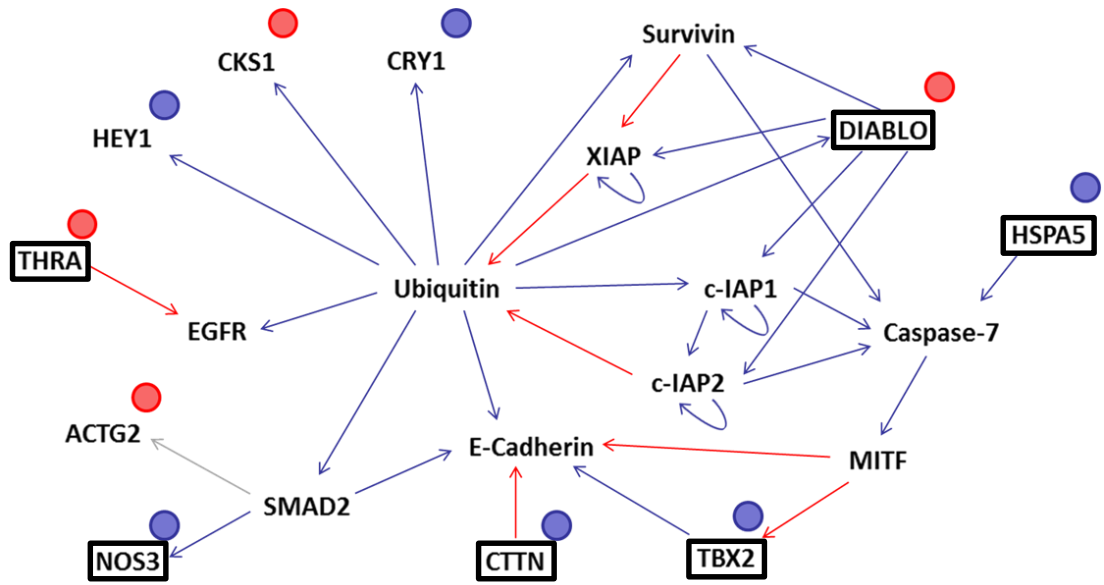 Survivin
CKS1
CRY1
HEY1
DIABLO
XIAP
HSPA5
THRA
Ubiquitin
c-IAP1
EGFR
Caspase-7
c-IAP2
ACTG2
E-Cadherin
MITF
SMAD2
NOS3
CTTN
TBX2